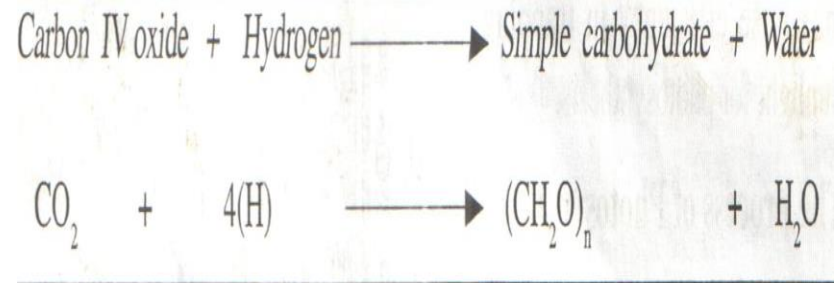 Carbon IV oxide + Hydrogen ⟶ Simple carbohydrate + Water
CO₂ + 4(H) ⟶ (CH₂O)ₙ + H₂O